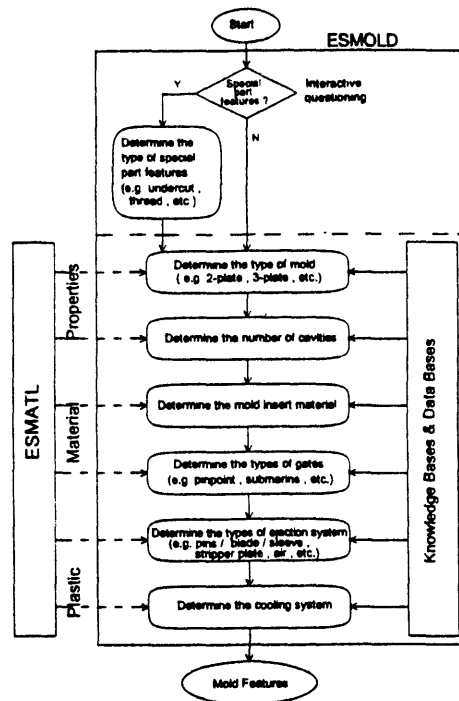 Start
ESMOLD
Special
part
features ?
Interactive
questioning
Y
N
Determine the
type of special
part features
(e.g undercut ,
thread , etc )
Determine the type of mold
( e.g 2-plate , 3-plate , etc.)
Determine the number of cavities
Determine the mold insert material
Determine the types of gates
(e.g pinpoint , submarins , etc.)
Determine the types of ejection system
(e.g. pins / blade / sleeve ,
stripper plate , air , etc.)
Determine the cooling system
Mold Features
ESMATL
Plastic Material Properties
Knowledge Bases & Data Bases